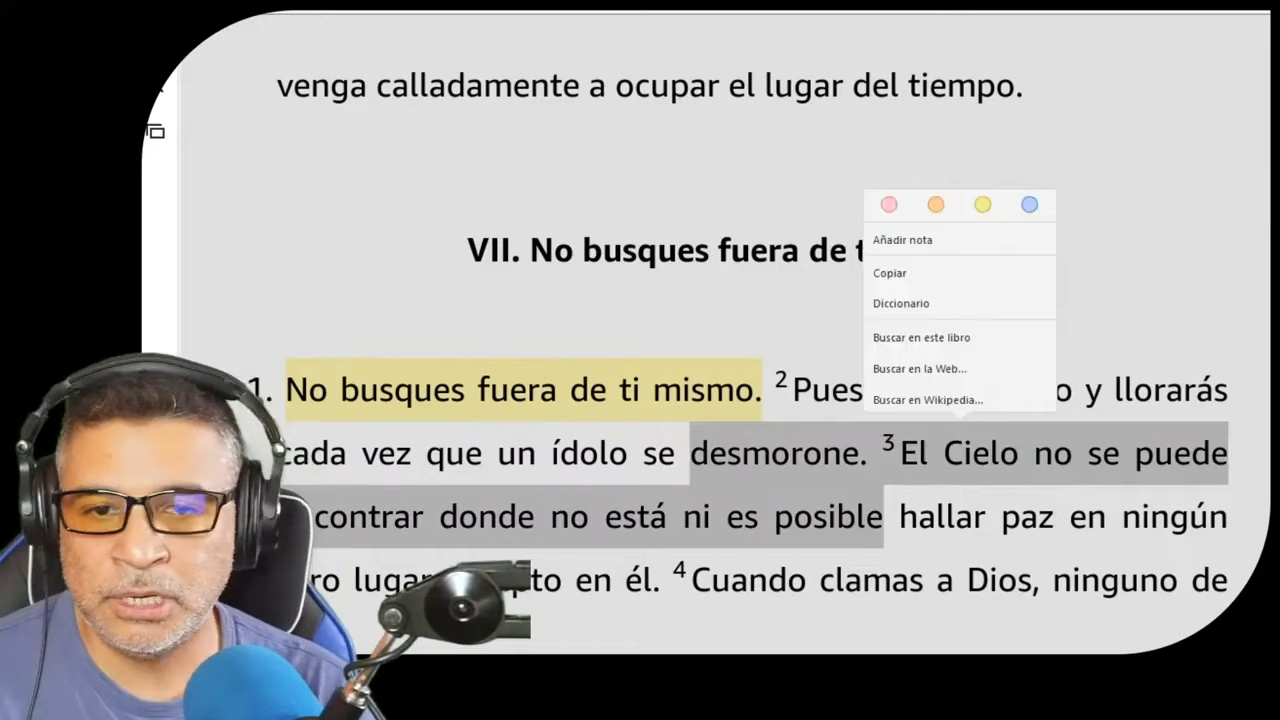 venga calladamente a ocupar el lugar del tiempo.
VII. No busques fuera de
Añadir nota
Copiar
Diccionario
Buscar en este libro
Buscar en la Web...
Buscar en Wikipedia...
1. No busques fuera de ti mismo. 2 Pues y llorarás
cada vez que un ídolo se desmorone. 3 El Cielo no se puede
contrar donde no está ni es posible hallar paz en ningún
ro en él. 4 Cuando clamas a Dios, ninguno de